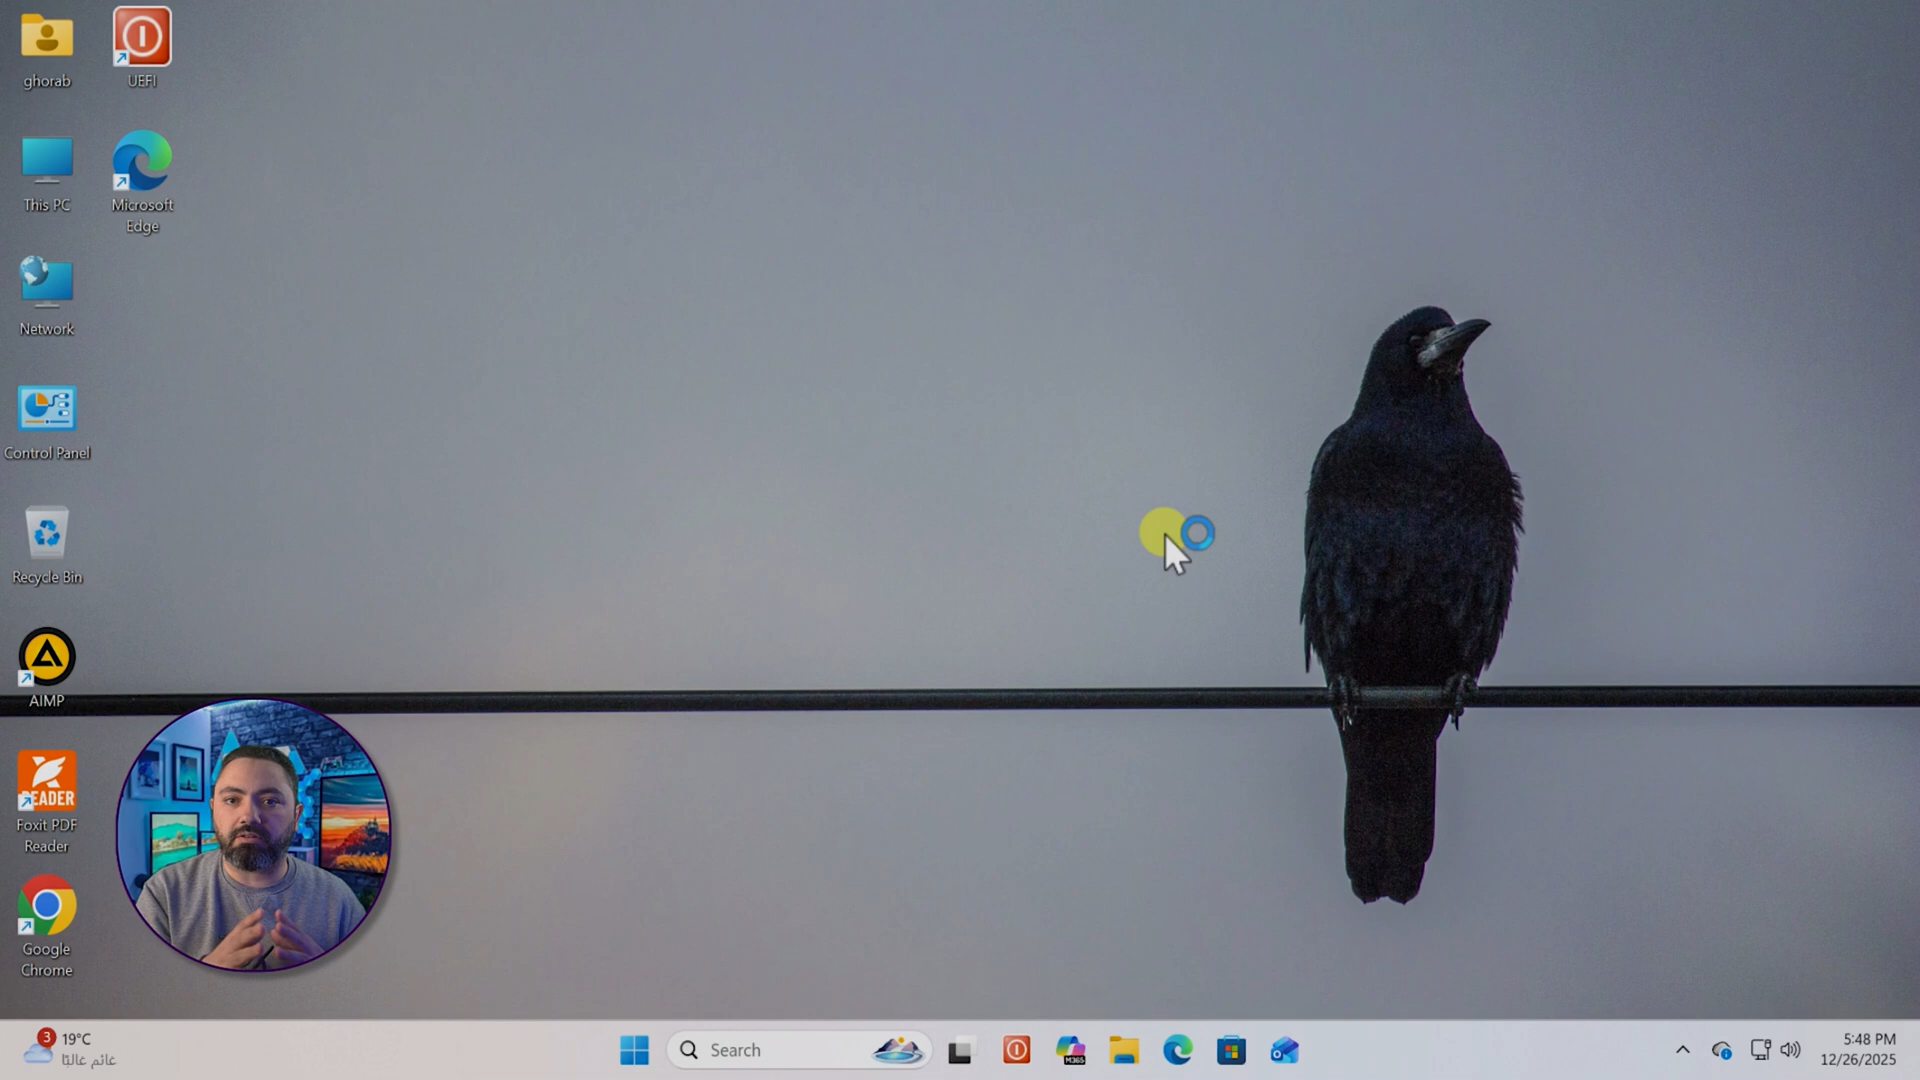 ghorab
UEFI
This PC
Microsoft
Edge
Network
Control Panel
Recycle Bin
AIMP
READER
Foxit PDF
Reader
Google
Chrome
3
19°C
غائم غالبًا
Search
M365
5:48 PM
12/26/2025